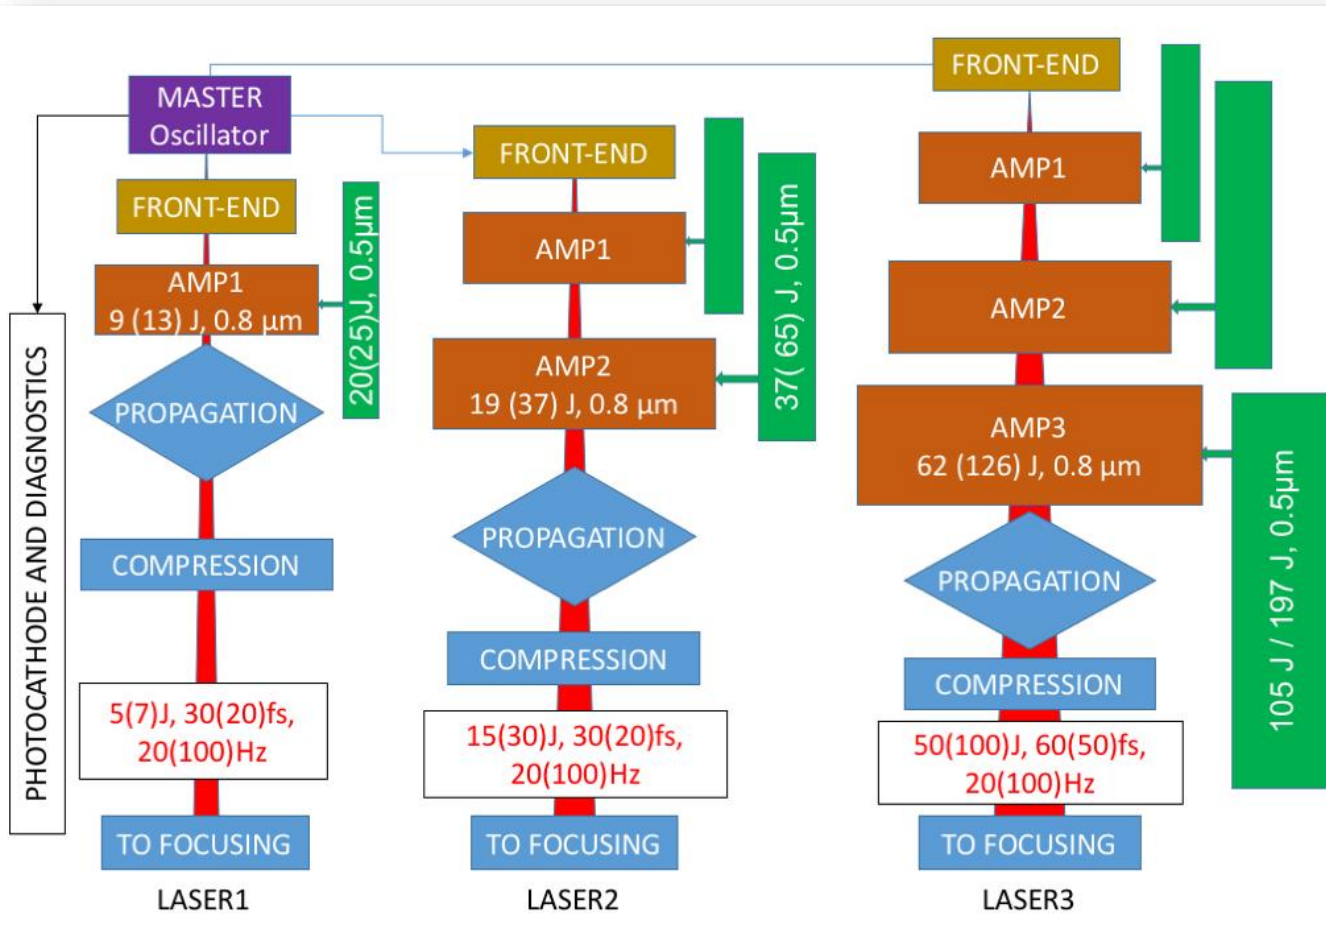 MASTER
Oscillator
FRONT-END
AMP1
9 (13) J, 0.8 µm
20(25)J, 0.5µm
PROPAGATION
COMPRESSION
5(7)J, 30(20)fs,
20(100)Hz
TO FOCUSING
LASER1
PHOTOCATHODE AND DIAGNOSTICS
FRONT-END
AMP1
AMP2
19 (37) J, 0.8 µm
37( 65) J, 0.5µm
PROPAGATION
COMPRESSION
15(30)J, 30(20)fs,
20(100)Hz
TO FOCUSING
LASER2
FRONT-END
AMP1
AMP2
AMP3
62 (126) J, 0.8 µm
105 J / 197 J, 0.5µm
PROPAGATION
COMPRESSION
50(100)J, 60(50)fs,
20(100)Hz
TO FOCUSING
LASER3